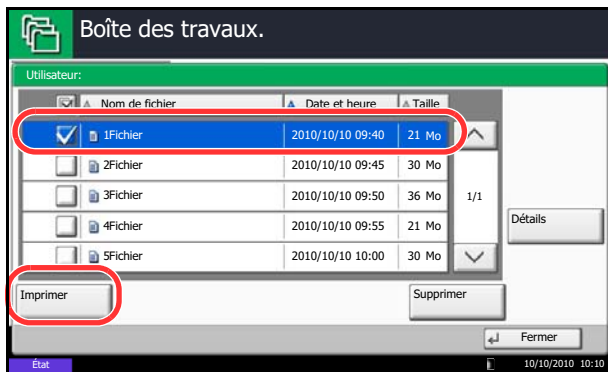 Boîte des travaux.
Utilisateur:
Nom de fichier Date et heure Taille
1Fichier 2010/10/10 09:40 21 Mo
2Fichier 2010/10/10 09:45 30 Mo
3Fichier 2010/10/10 09:50 36 Mo 1/1
4Fichier 2010/10/10 09:55 21 Mo
5Fichier 2010/10/10 10:00 30 Mo
Détails
Imprimer Supprimer
Fermer
État 10/10/2010 10:10